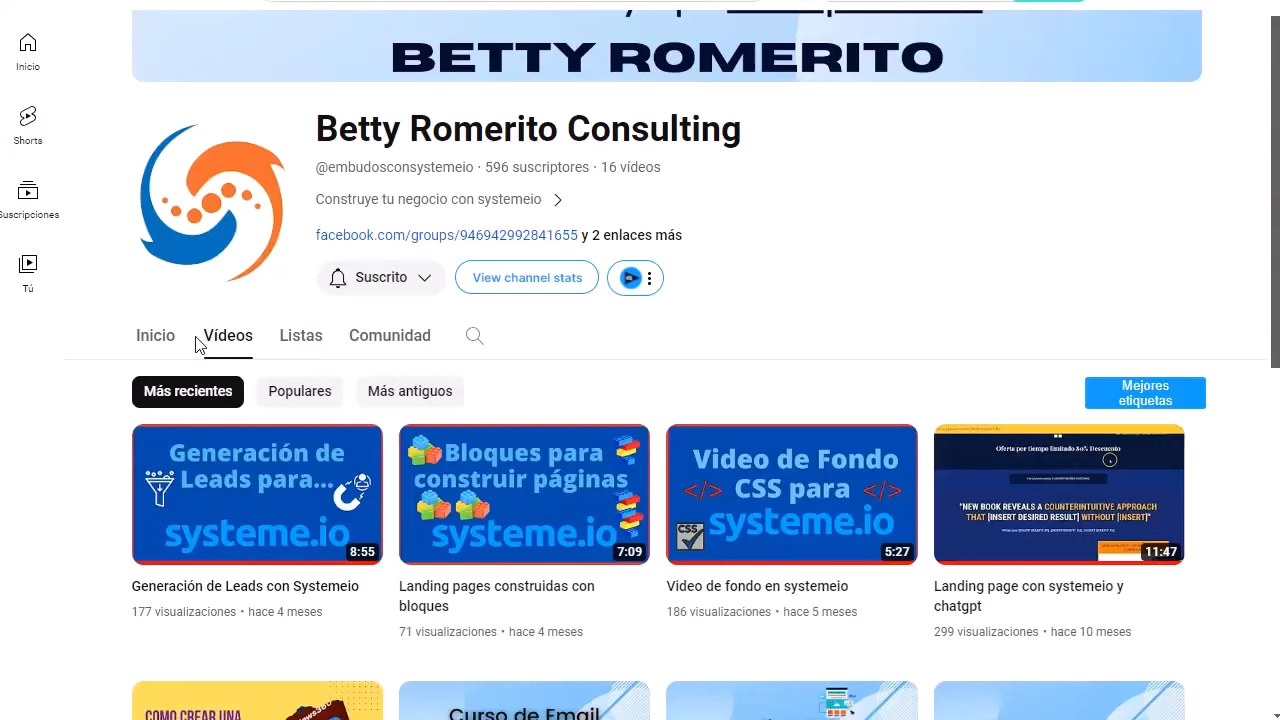 BETTY ROMERITO
Betty Romerito Consulting
@embudosconsystemeio · 596 suscriptores · 16 vídeos
Construye tu negocio con systemeio
facebook.com/groups/946942992841655 y 2 enlaces más
Suscrito
View channel stats
Inicio
Shorts
Suscripciones
Tú
Inicio Vídeos Listas Comunidad
Más recientes Populares Más antiguos
Mejores
etiquetas
Generación de
Leads para...
systeme.io
8:55
Bloques para
construir páginas
systeme.io
7:09
Video de Fondo
</> CSS para </>
CSS
systeme.io
5:27
Oferta por tiempo limitado 80% Descuento
"NEW BOOK REVEALS A COUNTERINTUITIVE APPROACH
THAT [INSERT DESIRED RESULT] WITHOUT [INSERT]"
11:47
Generación de Leads con Systemeio
177 visualizaciones • hace 4 meses
Landing pages construidas con
bloques
71 visualizaciones • hace 4 meses
Video de fondo en systemeio
186 visualizaciones • hace 5 meses
Landing page con systemeio y
chatgpt
299 visualizaciones • hace 10 meses
COMO CREAR UNA
Curso de Email